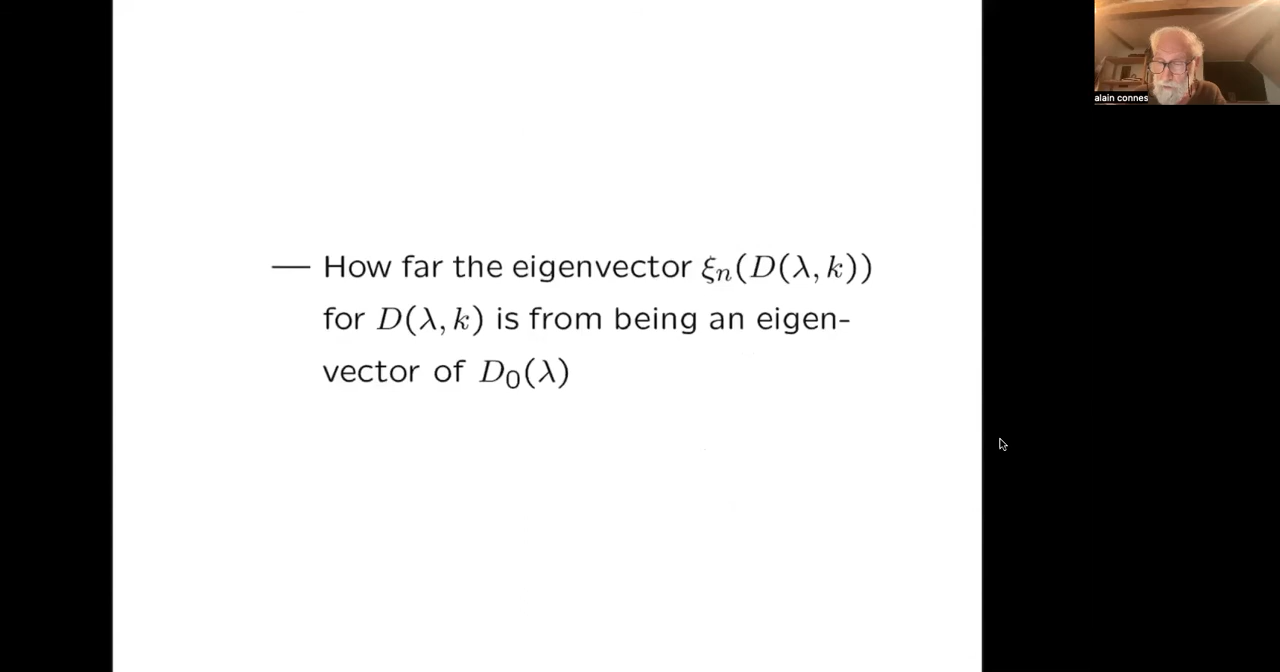 alain connes
— How far the eigenvector ξₙ(D(λ, k))
for D(λ, k) is from being an eigen-
vector of D₀(λ)